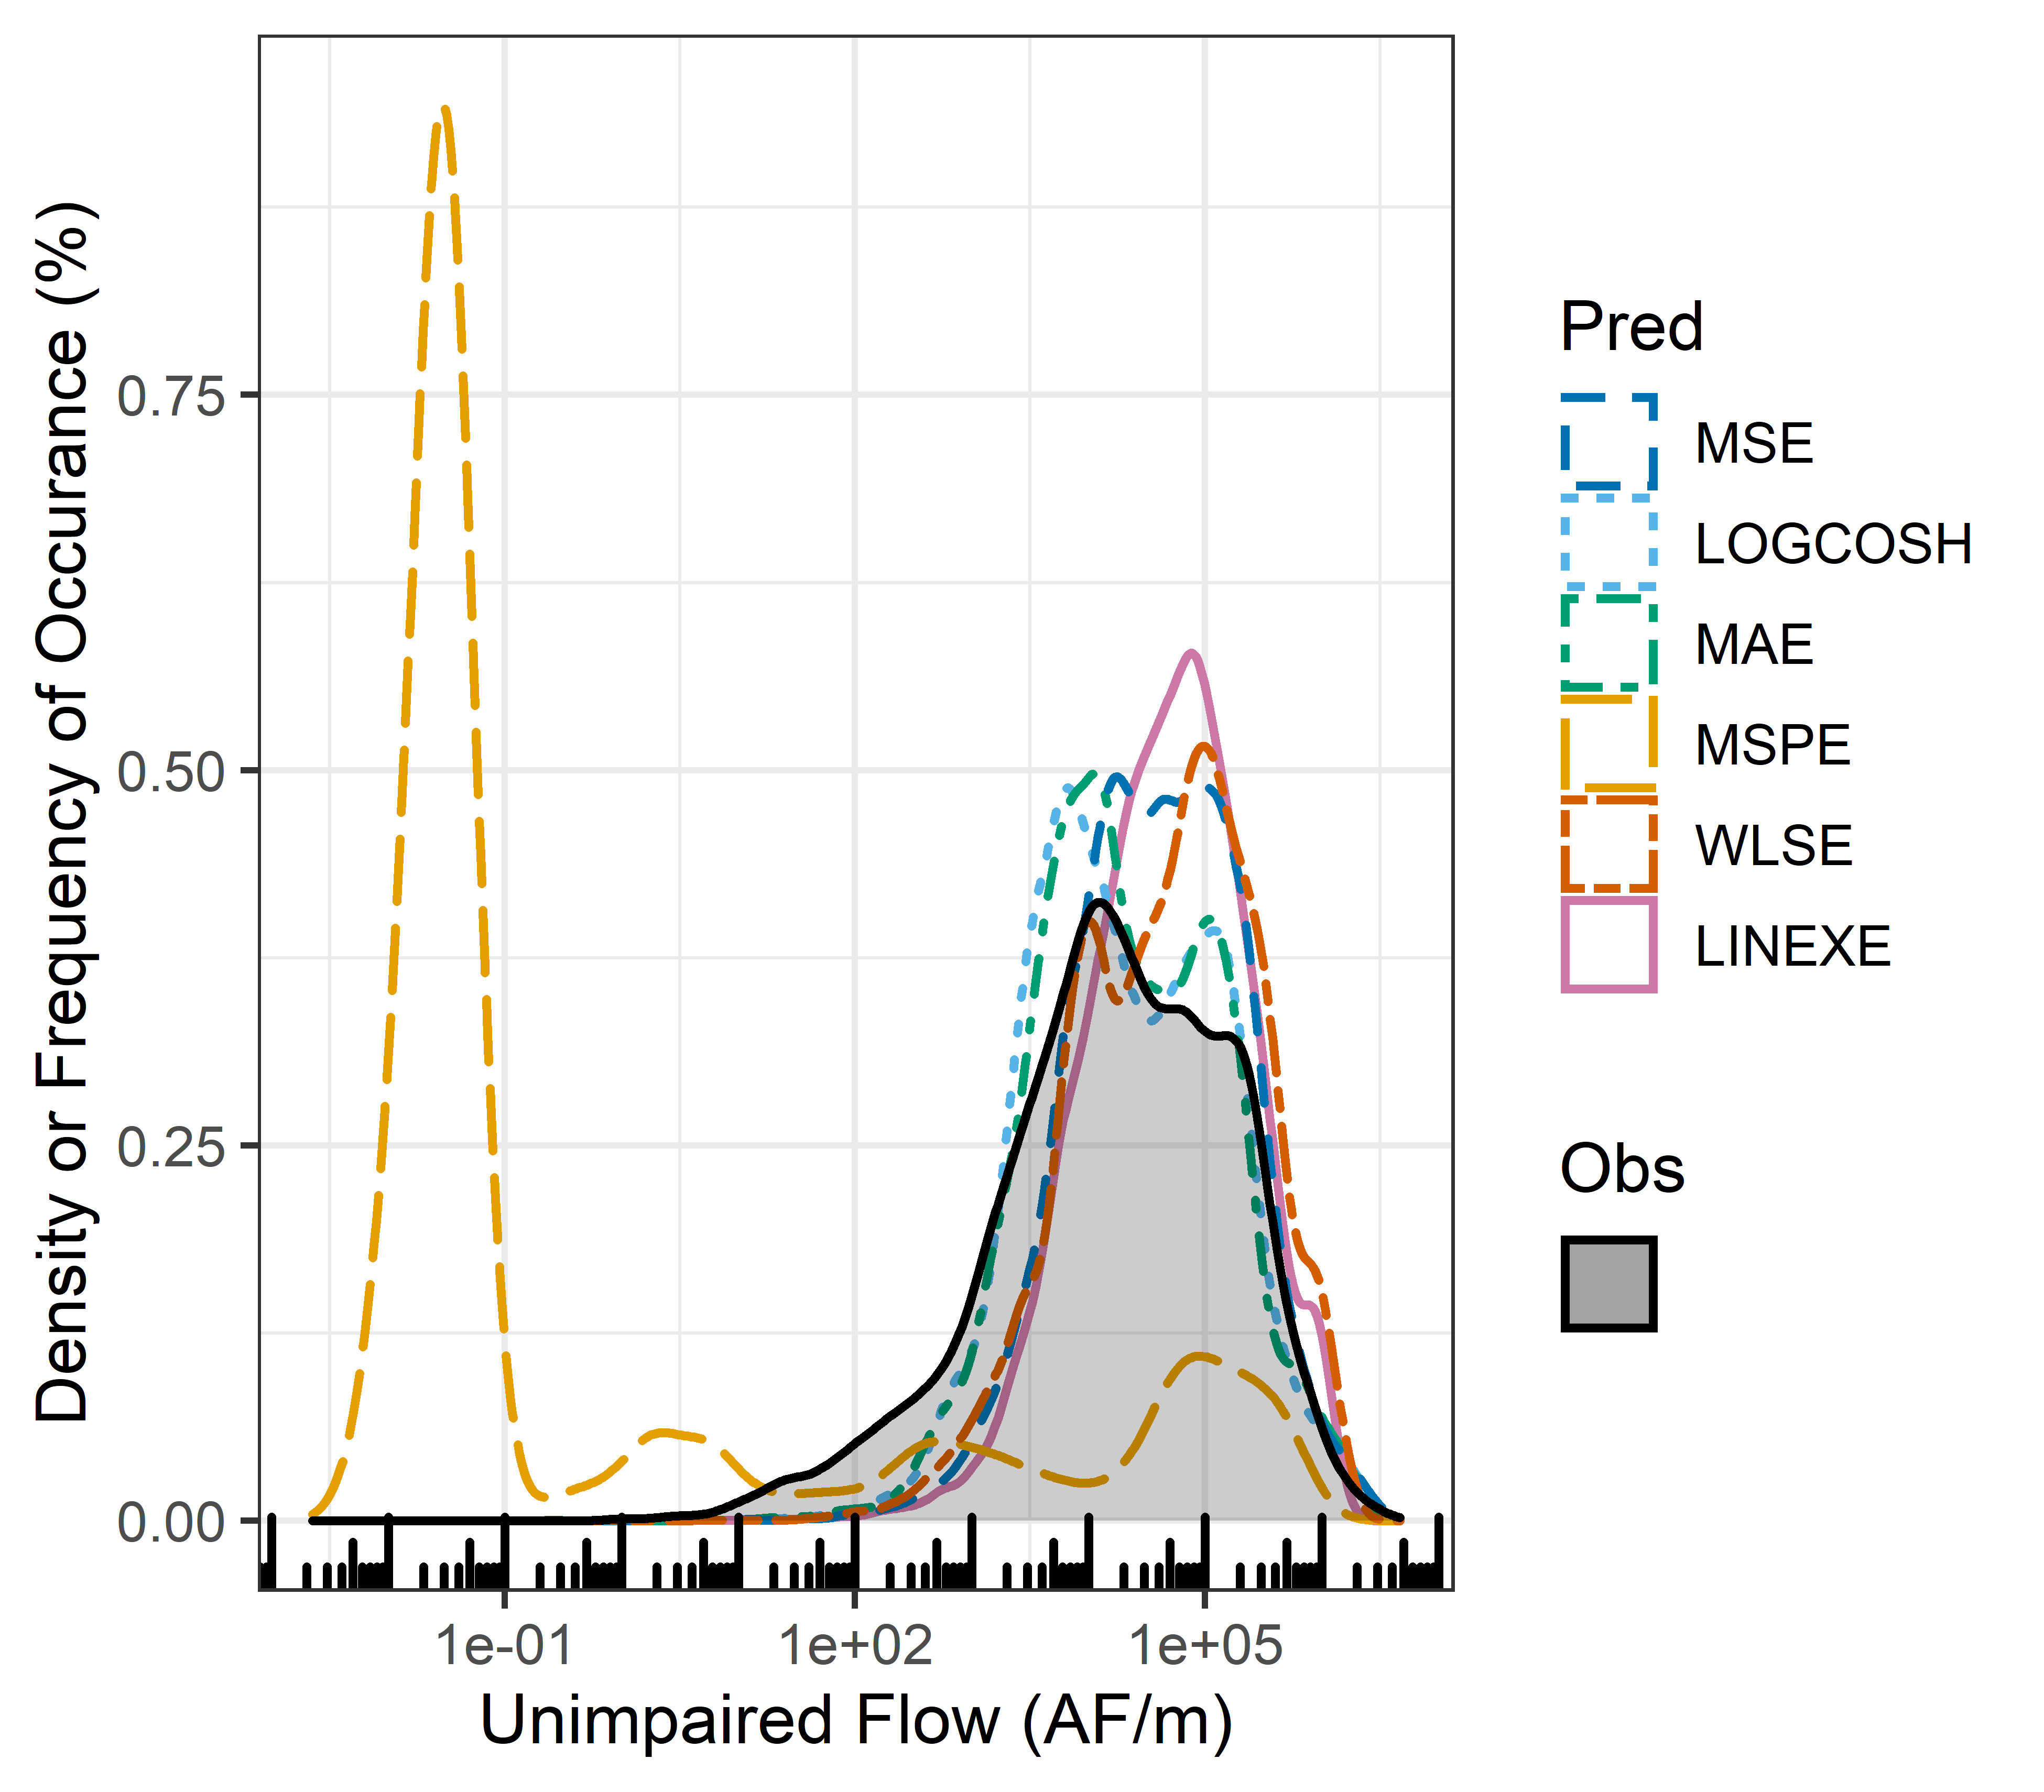 Density or Frequency of Occurance (%)
0.75
0.50
0.25
0.00
1e-01 1e+02 1e+05
Unimpaired Flow (AF/m)
Pred
MSE
LOGCOSH
MAE
MSPE
WLSE
LINEXE
Obs